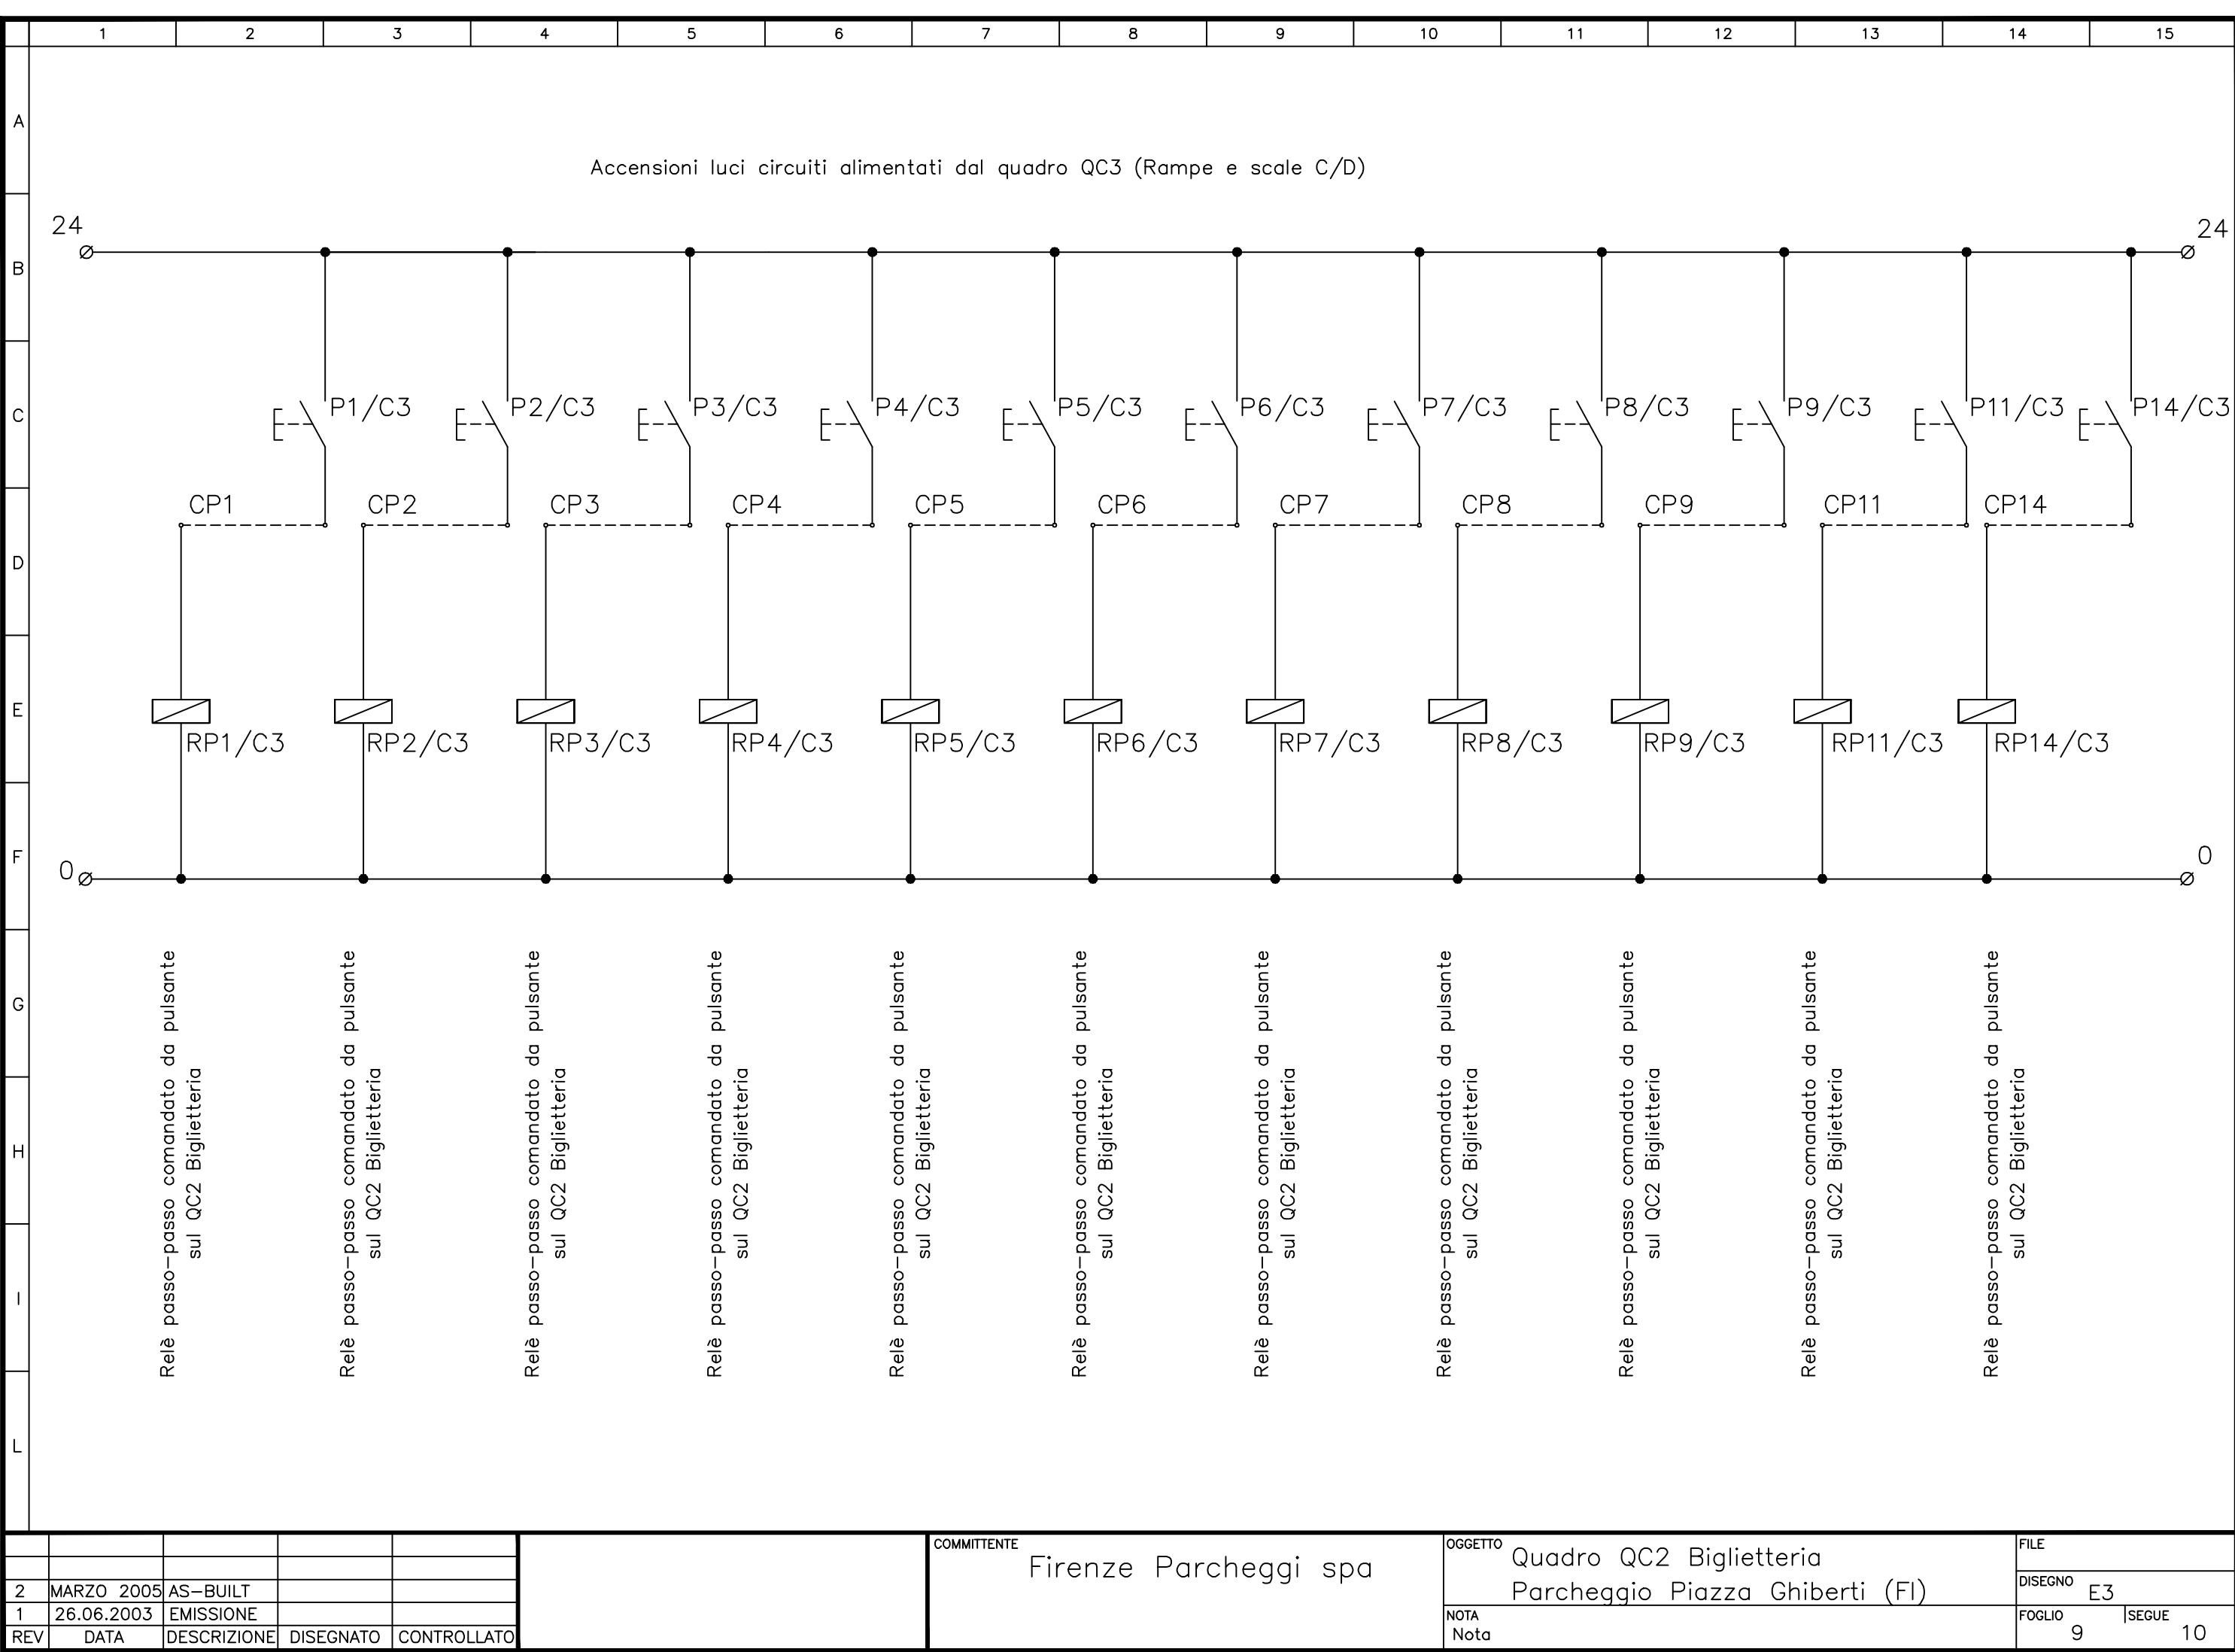 1 2 3 4 5 6 7 8 9 10 11 12 13 14 15
A
Accensioni luci circuiti alimentati dal quadro QC3 (Rampe e scale C/D)
24 24
B
P1/C3 P2/C3 P3/C3 P4/C3 P5/C3 P6/C3 P7/C3 P8/C3 P9/C3 P11/C3 P14/C3
C
CP1 CP2 CP3 CP4 CP5 CP6 CP7 CP8 CP9 CP11 CP14
D
E
RP1/C3 RP2/C3 RP3/C3 RP4/C3 RP5/C3 RP6/C3 RP7/C3 RP8/C3 RP9/C3 RP11/C3 RP14/C3
F
0 0
G
H
I
L
Relè passo-passo comandato da pulsante
sul QC2 Biglietteria
Relè passo-passo comandato da pulsante
sul QC2 Biglietteria
Relè passo-passo comandato da pulsante
sul QC2 Biglietteria
Relè passo-passo comandato da pulsante
sul QC2 Biglietteria
Relè passo-passo comandato da pulsante
sul QC2 Biglietteria
Relè passo-passo comandato da pulsante
sul QC2 Biglietteria
Relè passo-passo comandato da pulsante
sul QC2 Biglietteria
Relè passo-passo comandato da pulsante
sul QC2 Biglietteria
Relè passo-passo comandato da pulsante
sul QC2 Biglietteria
Relè passo-passo comandato da pulsante
sul QC2 Biglietteria
Relè passo-passo comandato da pulsante
sul QC2 Biglietteria
2 MARZO 2005 AS-BUILT
1 26.06.2003 EMISSIONE
REV DATA DESCRIZIONE DISEGNATO CONTROLLATO
COMMITTENTE
Firenze Parcheggi spa
OGGETTO
Quadro QC2 Biglietteria
Parcheggio Piazza Ghiberti (FI)
NOTA
Nota
FILE
DISEGNO
E3
FOGLIO SEGUE
9 10